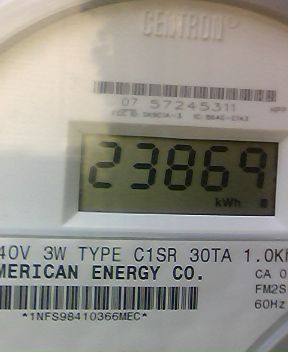 CENTRON®
07 57245311
23869
kWh
40V 3W TYPE C1SR 30TA 1.0K
MERICAN ENERGY CO.
CA 0
FM2S
60Hz
*1NFS98410366MEC*